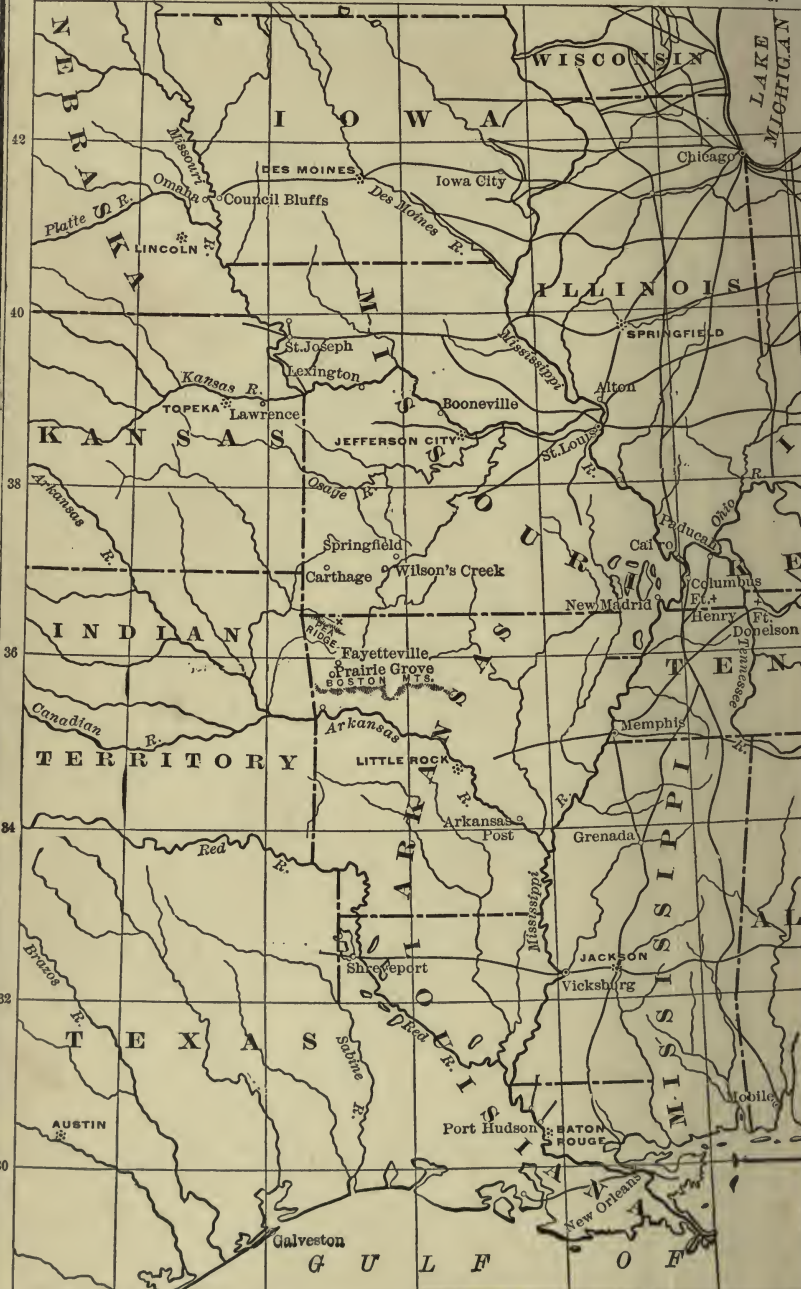 WISCONSIN
LAKE MICHIGAN
NEBRASKA
IOWA
42
Missouri
R.
Chicago
DES MOINES
Iowa City
Omaha
Council Bluffs
Des Moines R.
Platte R.
LINCOLN
ILLINOIS
40
SPRINGFIELD
MISSOURI
St. Joseph
Mississippi
R.
Lexington
Kansas R.
Alton
TOPEKA
Lawrence
Booneville
KANSAS
JEFFERSON CITY
St. Louis
I
38
Arkansas R.
Osage R.
Ohio R.
Paducah
Springfield
Cairo
Carthage
Wilson's Creek
KE
Columbus
New Madrid
Ft. Henry
Ft. Donelson
PEA RIDGE
INDIAN
Fayetteville
36
Prairie Grove
BOSTON MTS.
TEN
Tennessee
R.
Canadian R.
Arkansas
R.
Memphis
TERRITORY
LITTLE ROCK
ARKANSAS
R.
Arkansas Post
34
Grenada
Red R.
MISSISSIPPI
Mississippi
AL
JACKSON
Shreveport
Vicksburg
Brazos R.
32
TEXAS
Red R.
Sabine R.
LOUISIANA
Mobile
AUSTIN
Port Hudson
BATON ROUGE
30
New Orleans
Galveston
GULF OF